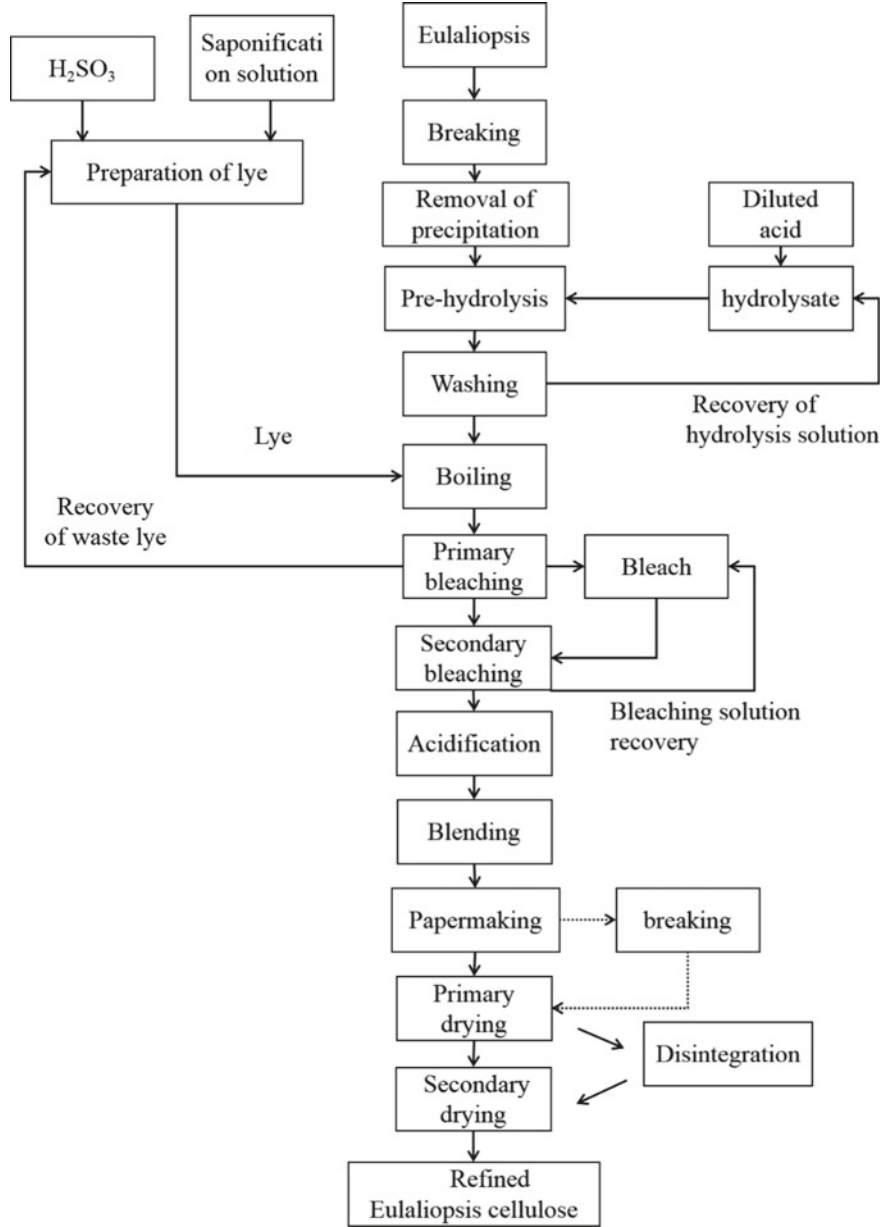 H₂SO₃
Saponificati
on solution
Eulaliopsis
Breaking
Preparation of lye
Removal of
precipitation
Diluted
acid
Pre-hydrolysis
hydrolysate
Washing
Recovery of
hydrolysis solution
Lye
Boiling
Recovery
of waste lye
Primary
bleaching
Bleach
Secondary
bleaching
Bleaching solution
recovery
Acidification
Blending
Papermaking
breaking
Primary
drying
Disintegration
Secondary
drying
Refined
Eulaliopsis cellulose